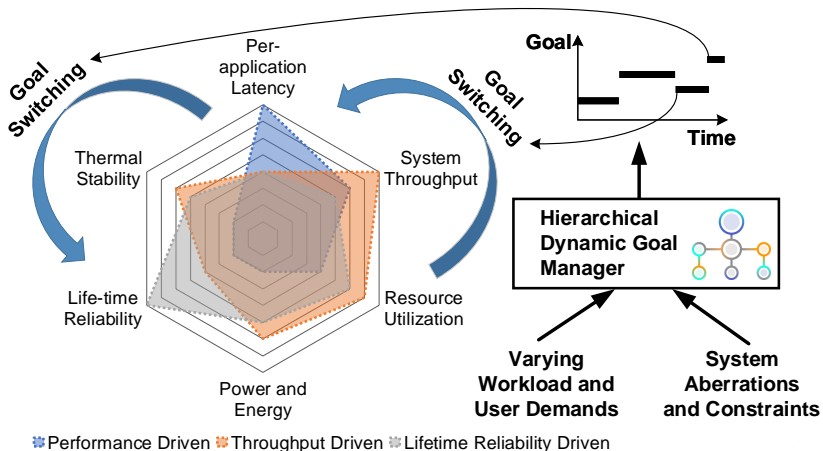 Goal
Switching
Per-
application
Latency
Thermal
Stability
System
Throughput
Life-time
Reliability
Resource
Utilization
Power and
Energy
Goal
Switching
Goal
Time
Hierarchical
Dynamic Goal
Manager
Varying
Workload and
User Demands
System
Aberrations
and Constraints
Performance Driven Throughput Driven Lifetime Reliability Driven